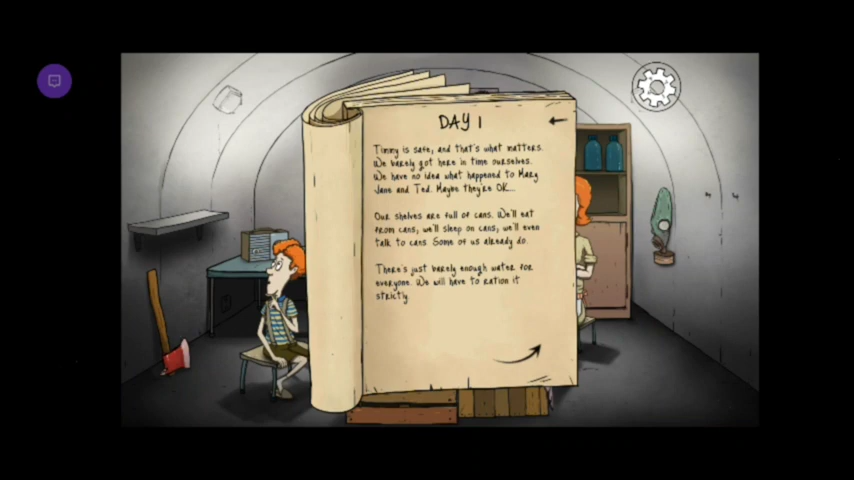 DAY 1
Timmy is safe, and that's what matters.
We barely got here in time ourselves.
We have no idea what happened to Mary
Jane and Ted. Maybe they're OK...
Our shelves are full of cans. We'll eat
from cans, we'll sleep on cans, we'll even
talk to cans. Some of us already do.
There's just barely enough water for
everyone. We will have to ration it
strictly.